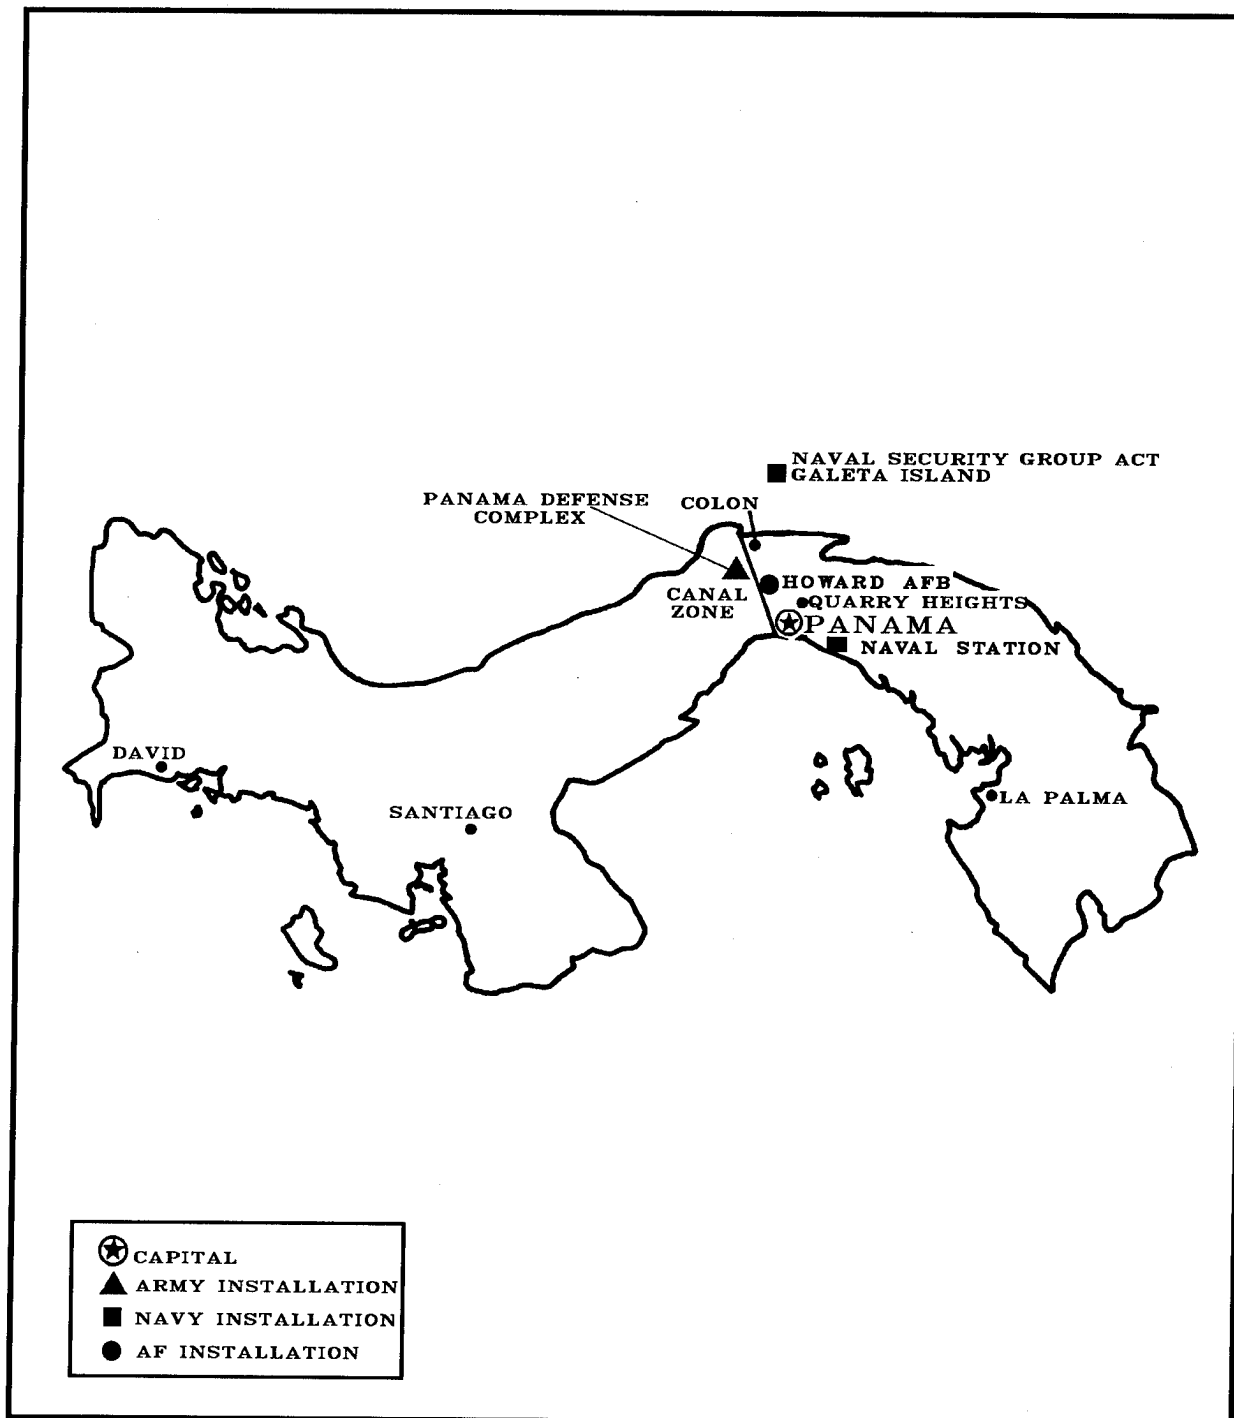 NAVAL SECURITY GROUP ACT
GALETA ISLAND
PANAMA DEFENSE
COMPLEX
COLON
HOWARD AFB
CANAL
ZONE
QUARRY HEIGHTS
PANAMA
NAVAL STATION
DAVID
SANTIAGO
LA PALMA
CAPITAL
ARMY INSTALLATION
NAVY INSTALLATION
AF INSTALLATION